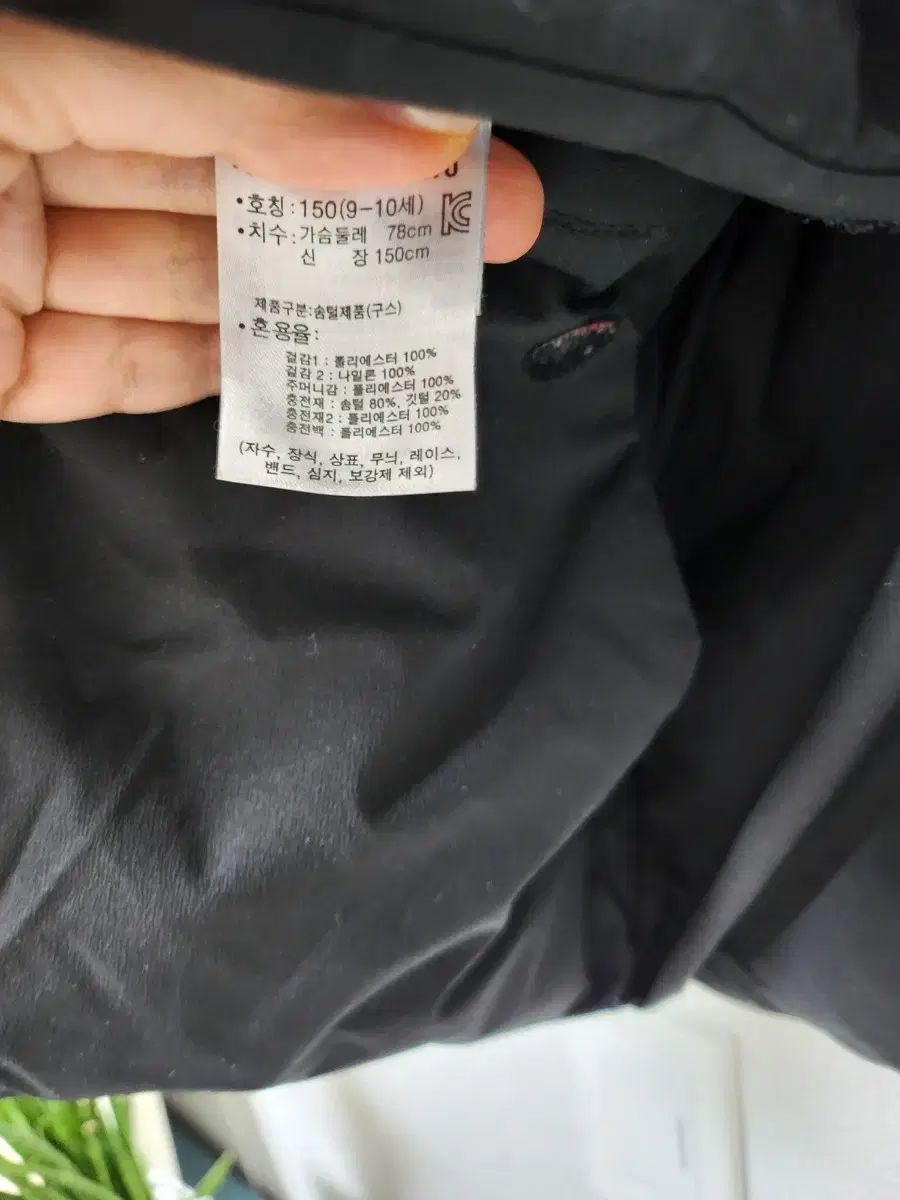 •호칭:150(9-10세)
•치수:가슴둘레 78cm
신 장 150cm
제품구분:솜털제품(구스)
•혼용율:
겉감1 : 폴리에스터 100%
겉감 2 : 나일론 100%
주머니감 : 폴리에스터 100%
충전재 : 솜털 80%, 깃털 20%
충전재2 : 폴리에스터 100%
충전백 : 폴리에스터 100%
(자수, 장식, 상표, 무늬, 레이스,
밴드, 심지, 보강제 제외)